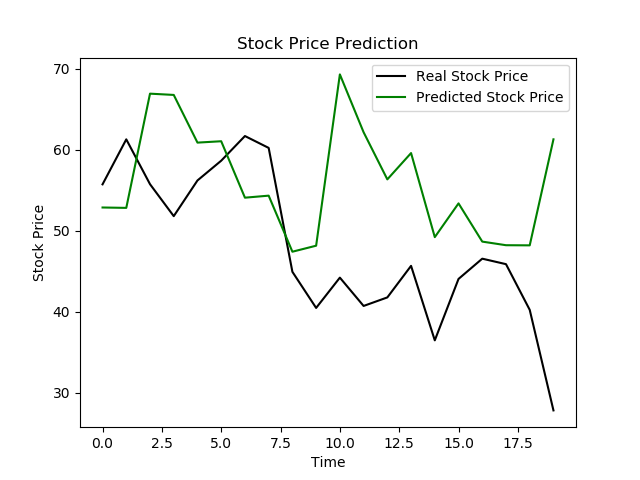 Stock Price Prediction
Real Stock Price
Predicted Stock Price
Stock Price
70
60
50
40
30
0.0 2.5 5.0 7.5 10.0 12.5 15.0 17.5
Time